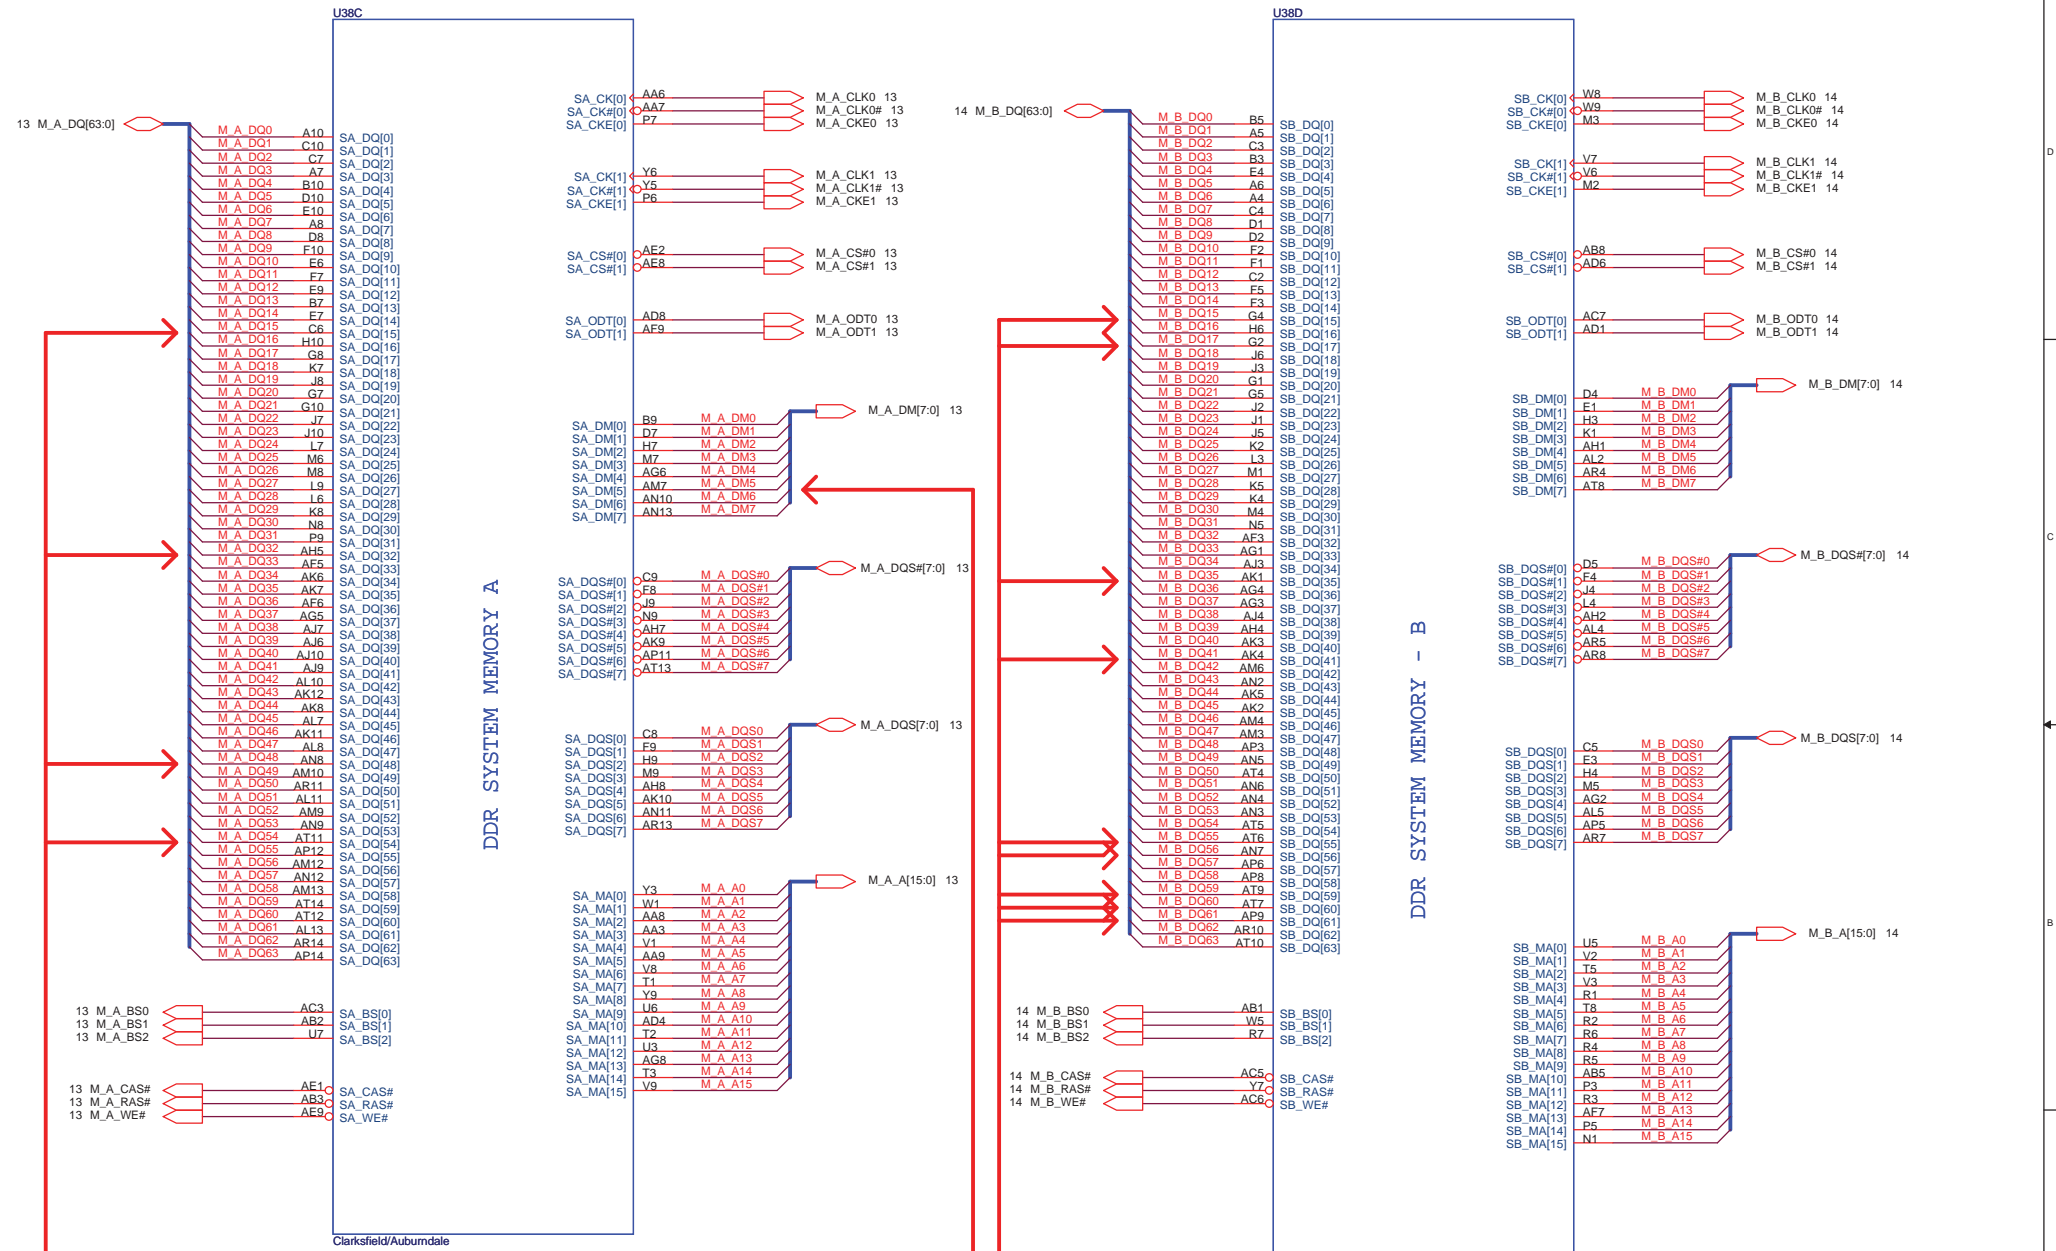 U38C
U38D
13 M_A_DQ[63:0]
M_A_DQ0 A10 SA_DQ[0]
M_A_DQ1 C10 SA_DQ[1]
M_A_DQ2 C7 SA_DQ[2]
M_A_DQ3 A7 SA_DQ[3]
M_A_DQ4 B10 SA_DQ[4]
M_A_DQ5 D10 SA_DQ[5]
M_A_DQ6 E10 SA_DQ[6]
M_A_DQ7 A8 SA_DQ[7]
M_A_DQ8 D8 SA_DQ[8]
M_A_DQ9 F10 SA_DQ[9]
M_A_DQ10 E6 SA_DQ[10]
M_A_DQ11 F7 SA_DQ[11]
M_A_DQ12 E9 SA_DQ[12]
M_A_DQ13 B7 SA_DQ[13]
M_A_DQ14 E7 SA_DQ[14]
M_A_DQ15 C6 SA_DQ[15]
M_A_DQ16 H10 SA_DQ[16]
M_A_DQ17 G8 SA_DQ[17]
M_A_DQ18 K7 SA_DQ[18]
M_A_DQ19 J8 SA_DQ[19]
M_A_DQ20 G7 SA_DQ[20]
M_A_DQ21 G10 SA_DQ[21]
M_A_DQ22 J7 SA_DQ[22]
M_A_DQ23 J10 SA_DQ[23]
M_A_DQ24 L7 SA_DQ[24]
M_A_DQ25 M6 SA_DQ[25]
M_A_DQ26 M8 SA_DQ[26]
M_A_DQ27 L9 SA_DQ[27]
M_A_DQ28 L6 SA_DQ[28]
M_A_DQ29 K8 SA_DQ[29]
M_A_DQ30 N8 SA_DQ[30]
M_A_DQ31 P9 SA_DQ[31]
M_A_DQ32 AH5 SA_DQ[32]
M_A_DQ33 AF5 SA_DQ[33]
M_A_DQ34 AK6 SA_DQ[34]
M_A_DQ35 AK7 SA_DQ[35]
M_A_DQ36 AF6 SA_DQ[36]
M_A_DQ37 AG5 SA_DQ[37]
M_A_DQ38 AJ7 SA_DQ[38]
M_A_DQ39 AJ6 SA_DQ[39]
M_A_DQ40 AJ10 SA_DQ[40]
M_A_DQ41 AJ9 SA_DQ[41]
M_A_DQ42 AL10 SA_DQ[42]
M_A_DQ43 AK12 SA_DQ[43]
M_A_DQ44 AK8 SA_DQ[44]
M_A_DQ45 AL7 SA_DQ[45]
M_A_DQ46 AK11 SA_DQ[46]
M_A_DQ47 AL8 SA_DQ[47]
M_A_DQ48 AN8 SA_DQ[48]
M_A_DQ49 AM10 SA_DQ[49]
M_A_DQ50 AR11 SA_DQ[50]
M_A_DQ51 AL11 SA_DQ[51]
M_A_DQ52 AM9 SA_DQ[52]
M_A_DQ53 AN9 SA_DQ[53]
M_A_DQ54 AT11 SA_DQ[54]
M_A_DQ55 AP12 SA_DQ[55]
M_A_DQ56 AM12 SA_DQ[56]
M_A_DQ57 AN12 SA_DQ[57]
M_A_DQ58 AM13 SA_DQ[58]
M_A_DQ59 AT14 SA_DQ[59]
M_A_DQ60 AT12 SA_DQ[60]
M_A_DQ61 AL13 SA_DQ[61]
M_A_DQ62 AR14 SA_DQ[62]
M_A_DQ63 AP14 SA_DQ[63]
13 M_A_BS0 AC3 SA_BS[0]
13 M_A_BS1 AB2 SA_BS[1]
13 M_A_BS2 U7 SA_BS[2]
13 M_A_CAS# AE1 SA_CAS#
13 M_A_RAS# AB3 SA_RAS#
13 M_A_WE# AE9 SA_WE#
DDR SYSTEM MEMORY A
SA_CK[0] AA6 M_A_CLK0 13
SA_CK#[0] AA7 M_A_CLK0# 13
SA_CKE[0] P7 M_A_CKE0 13
SA_CK[1] Y6 M_A_CLK1 13
SA_CK#[1] Y5 M_A_CLK1# 13
SA_CKE[1] P6 M_A_CKE1 13
SA_CS#[0] AE2 M_A_CS#0 13
SA_CS#[1] AE8 M_A_CS#1 13
SA_ODT[0] AD8 M_A_ODT0 13
SA_ODT[1] AF9 M_A_ODT1 13
M_A_DM[7:0] 13
SA_DM[0] B9 M_A_DM0
SA_DM[1] D7 M_A_DM1
SA_DM[2] H7 M_A_DM2
SA_DM[3] M7 M_A_DM3
SA_DM[4] AG6 M_A_DM4
SA_DM[5] AM7 M_A_DM5
SA_DM[6] AN10 M_A_DM6
SA_DM[7] AN13 M_A_DM7
M_A_DQS#[7:0] 13
SA_DQS#[0] C9 M_A_DQS#0
SA_DQS#[1] F8 M_A_DQS#1
SA_DQS#[2] J9 M_A_DQS#2
SA_DQS#[3] N9 M_A_DQS#3
SA_DQS#[4] AH7 M_A_DQS#4
SA_DQS#[5] AK9 M_A_DQS#5
SA_DQS#[6] AP11 M_A_DQS#6
SA_DQS#[7] AT13 M_A_DQS#7
M_A_DQS[7:0] 13
SA_DQS[0] C8 M_A_DQS0
SA_DQS[1] F9 M_A_DQS1
SA_DQS[2] H9 M_A_DQS2
SA_DQS[3] M9 M_A_DQS3
SA_DQS[4] AH8 M_A_DQS4
SA_DQS[5] AK10 M_A_DQS5
SA_DQS[6] AN11 M_A_DQS6
SA_DQS[7] AR13 M_A_DQS7
M_A_A[15:0] 13
SA_MA[0] Y3 M_A_A0
SA_MA[1] W1 M_A_A1
SA_MA[2] AA8 M_A_A2
SA_MA[3] AA3 M_A_A3
SA_MA[4] V1 M_A_A4
SA_MA[5] AA9 M_A_A5
SA_MA[6] V8 M_A_A6
SA_MA[7] T1 M_A_A7
SA_MA[8] Y9 M_A_A8
SA_MA[9] U6 M_A_A9
SA_MA[10] AD4 M_A_A10
SA_MA[11] T2 M_A_A11
SA_MA[12] U3 M_A_A12
SA_MA[13] AG8 M_A_A13
SA_MA[14] T3 M_A_A14
SA_MA[15] V9 M_A_A15
Clarksfield/Auburndale
14 M_B_DQ[63:0]
M_B_DQ0 B5 SB_DQ[0]
M_B_DQ1 A5 SB_DQ[1]
M_B_DQ2 C3 SB_DQ[2]
M_B_DQ3 B3 SB_DQ[3]
M_B_DQ4 E4 SB_DQ[4]
M_B_DQ5 A6 SB_DQ[5]
M_B_DQ6 A4 SB_DQ[6]
M_B_DQ7 C4 SB_DQ[7]
M_B_DQ8 D1 SB_DQ[8]
M_B_DQ9 D2 SB_DQ[9]
M_B_DQ10 F2 SB_DQ[10]
M_B_DQ11 F1 SB_DQ[11]
M_B_DQ12 C2 SB_DQ[12]
M_B_DQ13 F5 SB_DQ[13]
M_B_DQ14 F3 SB_DQ[14]
M_B_DQ15 G4 SB_DQ[15]
M_B_DQ16 H6 SB_DQ[16]
M_B_DQ17 G2 SB_DQ[17]
M_B_DQ18 J6 SB_DQ[18]
M_B_DQ19 J3 SB_DQ[19]
M_B_DQ20 G1 SB_DQ[20]
M_B_DQ21 G5 SB_DQ[21]
M_B_DQ22 J2 SB_DQ[22]
M_B_DQ23 J1 SB_DQ[23]
M_B_DQ24 J5 SB_DQ[24]
M_B_DQ25 K2 SB_DQ[25]
M_B_DQ26 L3 SB_DQ[26]
M_B_DQ27 M1 SB_DQ[27]
M_B_DQ28 K5 SB_DQ[28]
M_B_DQ29 K4 SB_DQ[29]
M_B_DQ30 M4 SB_DQ[30]
M_B_DQ31 N5 SB_DQ[31]
M_B_DQ32 AF3 SB_DQ[32]
M_B_DQ33 AG1 SB_DQ[33]
M_B_DQ34 AJ3 SB_DQ[34]
M_B_DQ35 AK1 SB_DQ[35]
M_B_DQ36 AG4 SB_DQ[36]
M_B_DQ37 AG3 SB_DQ[37]
M_B_DQ38 AJ4 SB_DQ[38]
M_B_DQ39 AH4 SB_DQ[39]
M_B_DQ40 AK3 SB_DQ[40]
M_B_DQ41 AK4 SB_DQ[41]
M_B_DQ42 AM6 SB_DQ[42]
M_B_DQ43 AN2 SB_DQ[43]
M_B_DQ44 AK5 SB_DQ[44]
M_B_DQ45 AK2 SB_DQ[45]
M_B_DQ46 AM4 SB_DQ[46]
M_B_DQ47 AM3 SB_DQ[47]
M_B_DQ48 AP3 SB_DQ[48]
M_B_DQ49 AN5 SB_DQ[49]
M_B_DQ50 AT4 SB_DQ[50]
M_B_DQ51 AN6 SB_DQ[51]
M_B_DQ52 AN4 SB_DQ[52]
M_B_DQ53 AN3 SB_DQ[53]
M_B_DQ54 AT5 SB_DQ[54]
M_B_DQ55 AT6 SB_DQ[55]
M_B_DQ56 AN7 SB_DQ[56]
M_B_DQ57 AP6 SB_DQ[57]
M_B_DQ58 AP8 SB_DQ[58]
M_B_DQ59 AT9 SB_DQ[59]
M_B_DQ60 AT7 SB_DQ[60]
M_B_DQ61 AP9 SB_DQ[61]
M_B_DQ62 AR10 SB_DQ[62]
M_B_DQ63 AT10 SB_DQ[63]
14 M_B_BS0 AB1 SB_BS[0]
14 M_B_BS1 W5 SB_BS[1]
14 M_B_BS2 R7 SB_BS[2]
14 M_B_CAS# AC5 SB_CAS#
14 M_B_RAS# Y7 SB_RAS#
14 M_B_WE# AC6 SB_WE#
DDR SYSTEM MEMORY - B
SB_CK[0] W8 M_B_CLK0 14
SB_CK#[0] W9 M_B_CLK0# 14
SB_CKE[0] M3 M_B_CKE0 14
SB_CK[1] V7 M_B_CLK1 14
SB_CK#[1] V6 M_B_CLK1# 14
SB_CKE[1] M2 M_B_CKE1 14
SB_CS#[0] AB8 M_B_CS#0 14
SB_CS#[1] AD6 M_B_CS#1 14
SB_ODT[0] AC7 M_B_ODT0 14
SB_ODT[1] AD1 M_B_ODT1 14
M_B_DM[7:0] 14
SB_DM[0] D4 M_B_DM0
SB_DM[1] E1 M_B_DM1
SB_DM[2] H3 M_B_DM2
SB_DM[3] K1 M_B_DM3
SB_DM[4] AH1 M_B_DM4
SB_DM[5] AL2 M_B_DM5
SB_DM[6] AR4 M_B_DM6
SB_DM[7] AT8 M_B_DM7
M_B_DQS#[7:0] 14
SB_DQS#[0] D5 M_B_DQS#0
SB_DQS#[1] F4 M_B_DQS#1
SB_DQS#[2] J4 M_B_DQS#2
SB_DQS#[3] L4 M_B_DQS#3
SB_DQS#[4] AH2 M_B_DQS#4
SB_DQS#[5] AL4 M_B_DQS#5
SB_DQS#[6] AR5 M_B_DQS#6
SB_DQS#[7] AR8 M_B_DQS#7
M_B_DQS[7:0] 14
SB_DQS[0] C5 M_B_DQS0
SB_DQS[1] E3 M_B_DQS1
SB_DQS[2] H4 M_B_DQS2
SB_DQS[3] M5 M_B_DQS3
SB_DQS[4] AG2 M_B_DQS4
SB_DQS[5] AL5 M_B_DQS5
SB_DQS[6] AP5 M_B_DQS6
SB_DQS[7] AR7 M_B_DQS7
M_B_A[15:0] 14
SB_MA[0] U5 M_B_A0
SB_MA[1] V2 M_B_A1
SB_MA[2] T5 M_B_A2
SB_MA[3] V3 M_B_A3
SB_MA[4] R1 M_B_A4
SB_MA[5] T8 M_B_A5
SB_MA[6] R2 M_B_A6
SB_MA[7] R6 M_B_A7
SB_MA[8] R4 M_B_A8
SB_MA[9] R5 M_B_A9
SB_MA[10] AB5 M_B_A10
SB_MA[11] P3 M_B_A11
SB_MA[12] R3 M_B_A12
SB_MA[13] AF7 M_B_A13
SB_MA[14] P5 M_B_A14
SB_MA[15] N1 M_B_A15
D
C
B